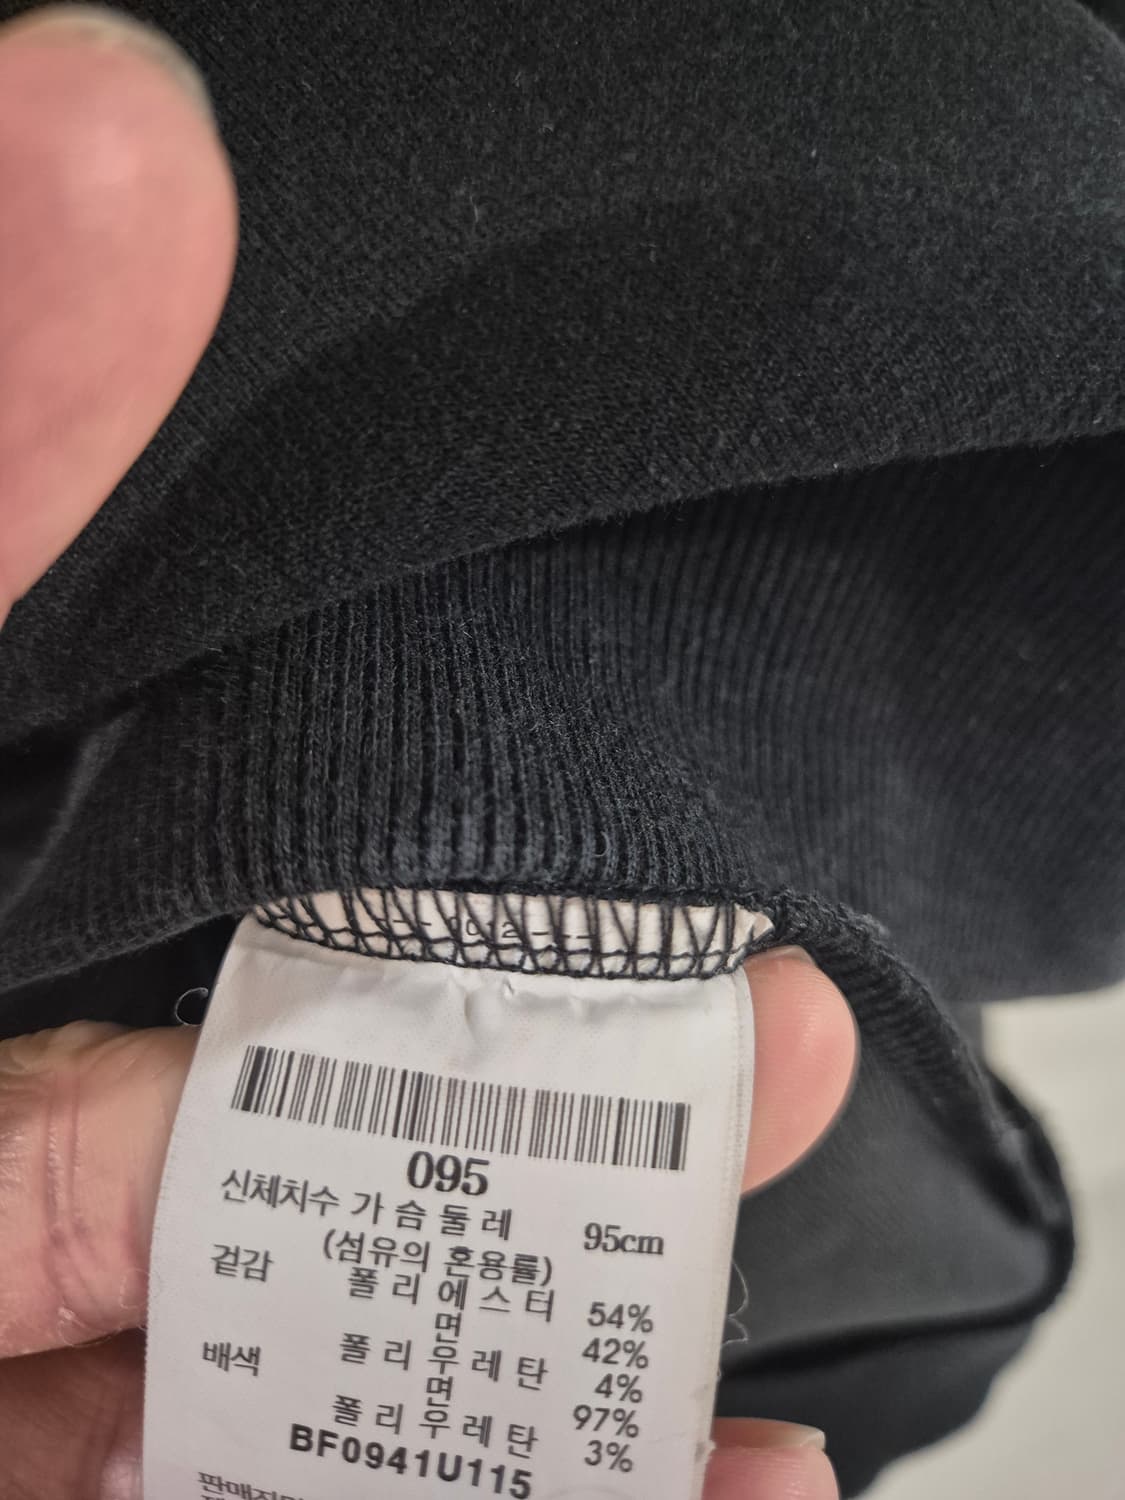 095
신체치수 가슴둘레 95cm
(섬유의 혼용률)
겉감 폴리에스터 54%
면 42%
폴리우레탄 4%
배색 면 97%
폴리우레탄 3%
BF0941U115